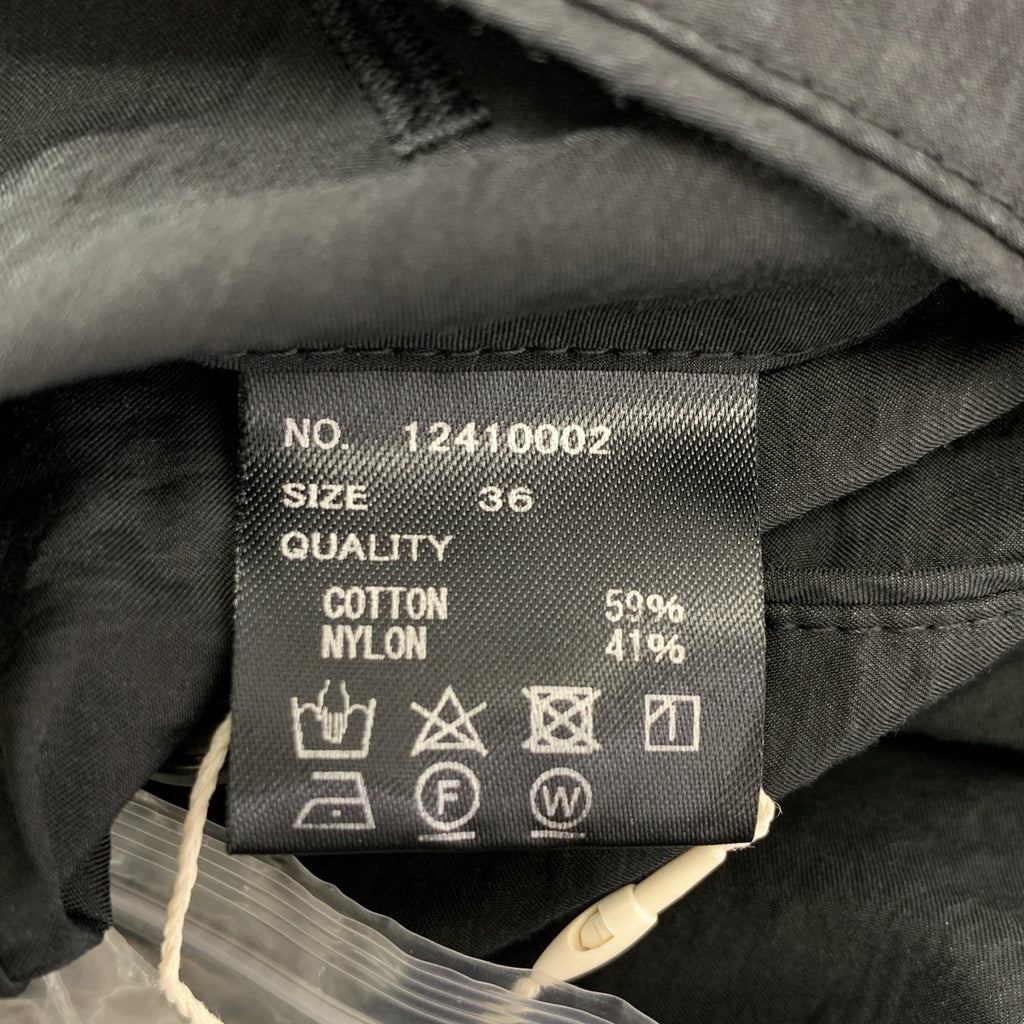 NO. 12410002
SIZE 36
QUALITY
COTTON 59%
NYLON 41%
F W